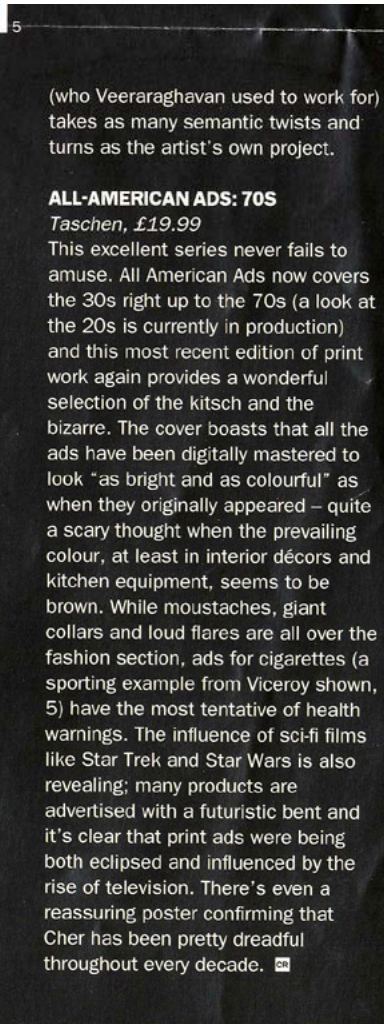 5
(who Veeraraghavan used to work for)
takes as many semantic twists and
turns as the artist's own project.
ALL-AMERICAN ADS: 70S
Taschen, £19.99
This excellent series never fails to
amuse. All American Ads now covers
the 30s right up to the 70s (a look at
the 20s is currently in production)
and this most recent edition of print
work again provides a wonderful
selection of the kitsch and the
bizarre. The cover boasts that all the
ads have been digitally mastered to
look “as bright and as colourful” as
when they originally appeared – quite
a scary thought when the prevailing
colour, at least in interior décors and
kitchen equipment, seems to be
brown. While moustaches, giant
collars and loud flares are all over the
fashion section, ads for cigarettes (a
sporting example from Viceroy shown,
5) have the most tentative of health
warnings. The influence of sci-fi films
like Star Trek and Star Wars is also
revealing; many products are
advertised with a futuristic bent and
it's clear that print ads were being
both eclipsed and influenced by the
rise of television. There's even a
reassuring poster confirming that
Cher has been pretty dreadful
throughout every decade. CR